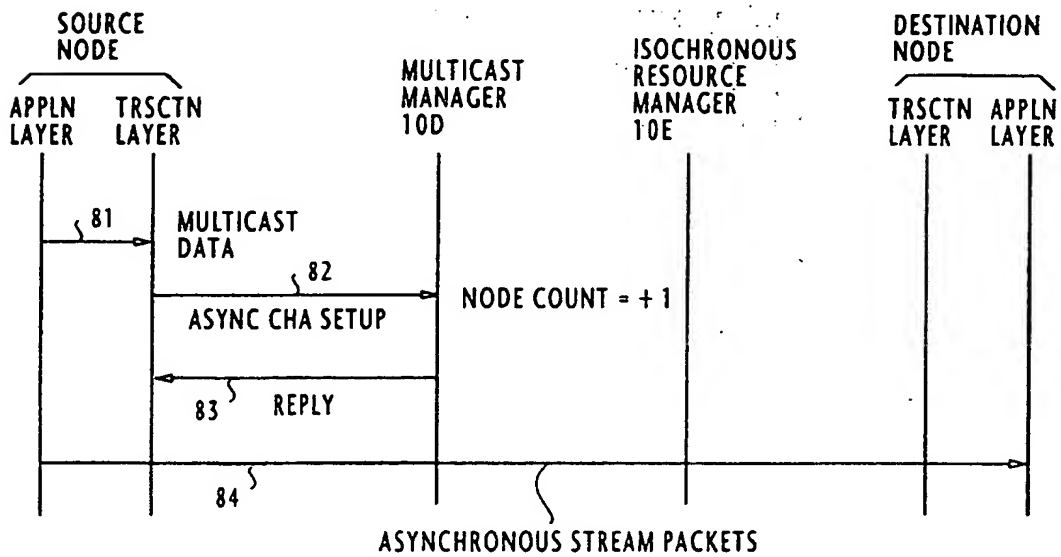 SOURCE
NODE
APPLN
LAYER
TRSCTN
LAYER
MULTICAST
MANAGER
10D
ISOCHRONOUS
RESOURCE
MANAGER
10E
DESTINATION
NODE
TRSCTN
LAYER
APPLN
LAYER
81
MULTICAST
DATA
82
ASYNC CHA SETUP
NODE COUNT = + 1
83
REPLY
84
ASYNCHRONOUS STREAM PACKETS